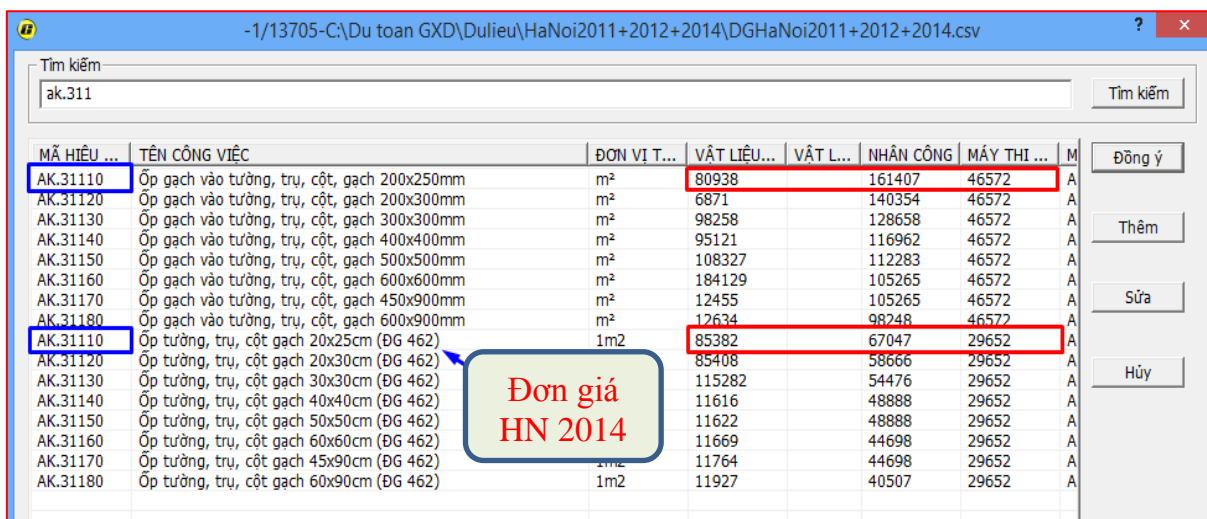 -1/13705-C:\Du toan GXD\Dulieu\HaNoi2011+2012+2014\DGHaNoi2011+2012+2014.csv ? ×
Tìm kiếm
ak.311 Tìm kiếm
MÃ HIỆU ... TÊN CÔNG VIỆC ĐƠN VỊ T... VẬT LIỆU... VẬT L... NHÂN CÔNG MÁY THI ... M Đồng ý
AK.31110 Ốp gạch vào tường, trụ, cột, gạch 200x250mm m² 80938 161407 46572 A
AK.31120 Ốp gạch vào tường, trụ, cột, gạch 200x300mm m² 6871 140354 46572 A
AK.31130 Ốp gạch vào tường, trụ, cột, gạch 300x300mm m² 98258 128658 46572 A Thêm
AK.31140 Ốp gạch vào tường, trụ, cột, gạch 400x400mm m² 95121 116962 46572 A
AK.31150 Ốp gạch vào tường, trụ, cột, gạch 500x500mm m² 108327 112283 46572 A
AK.31160 Ốp gạch vào tường, trụ, cột, gạch 600x600mm m² 184129 105265 46572 A
AK.31170 Ốp gạch vào tường, trụ, cột, gạch 450x900mm m² 12455 105265 46572 A Sửa
AK.31180 Ốp gạch vào tường, trụ, cột, gạch 600x900mm m² 12634 98248 46572 A
AK.31110 Ốp tường, trụ, cột gạch 20x25cm (ĐG 462) 1m2 85382 67047 29652 A
AK.31120 Ốp tường, trụ, cột gạch 20x30cm (ĐG 462) 85408 58666 29652 A
AK.31130 Ốp tường, trụ, cột gạch 30x30cm (ĐG 462) 115282 54476 29652 A Hủy
AK.31140 Ốp tường, trụ, cột gạch 40x40cm (ĐG 462) 11616 48888 29652 A
AK.31150 Ốp tường, trụ, cột gạch 50x50cm (ĐG 462) 11622 48888 29652 A
AK.31160 Ốp tường, trụ, cột gạch 60x60cm (ĐG 462) 11669 44698 29652 A
AK.31170 Ốp tường, trụ, cột gạch 45x90cm (ĐG 462) 1m2 11764 44698 29652 A
AK.31180 Ốp tường, trụ, cột gạch 60x90cm (ĐG 462) 1m2 11927 40507 29652 A
Đơn giá
HN 2014